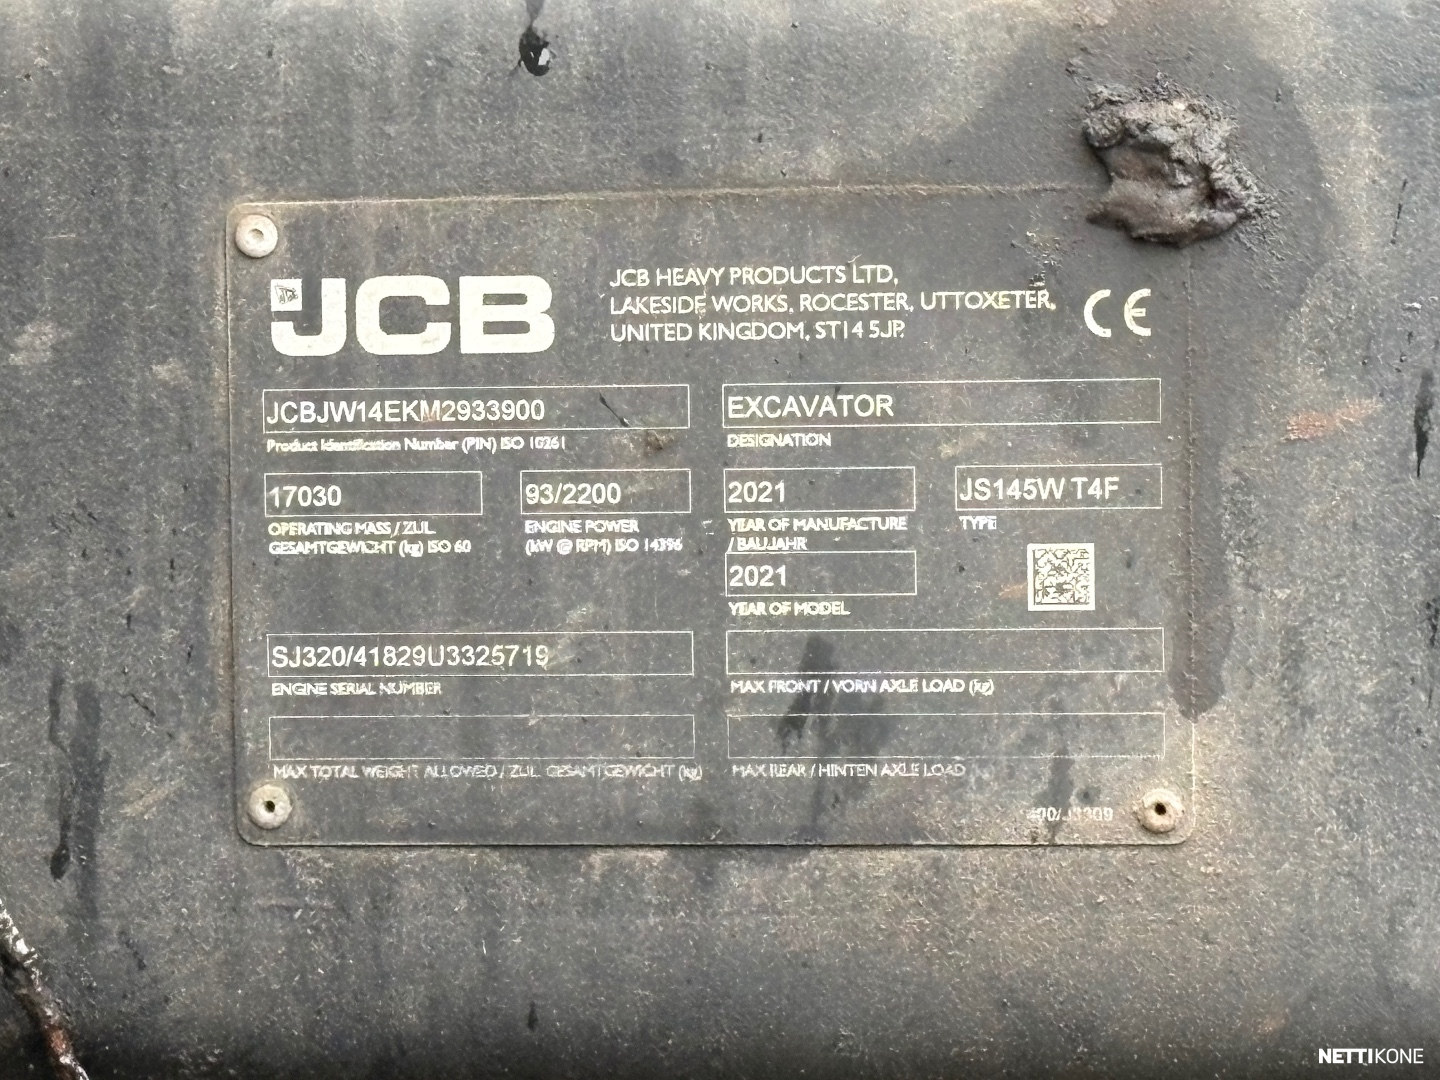 JCB
JCB HEAVY PRODUCTS LTD,
LAKESIDE WORKS, ROCESTER, UTTOXETER,
UNITED KINGDOM, ST14 5JP.
CE
JCBJW14EKM2933900
Product Identification Number (PIN) ISO 10261
EXCAVATOR
DESIGNATION
17030
OPERATING MASS / ZUL.
GESAMTGEWICHT (kg) ISO 60
93/2200
ENGINE POWER
(kW @ RPM) ISO 14396
2021
YEAR OF MANUFACTURE
/ BAUJAHR
JS145W T4F
TYPE
2021
YEAR OF MODEL
SJ320/41829U3325719
ENGINE SERIAL NUMBER
MAX FRONT / VORN AXLE LOAD (kg)
MAX TOTAL WEIGHT ALLOWED / ZUL. GESAMTGEWICHT (kg)
MAX REAR / HINTEN AXLE LOAD
NETTIKONE